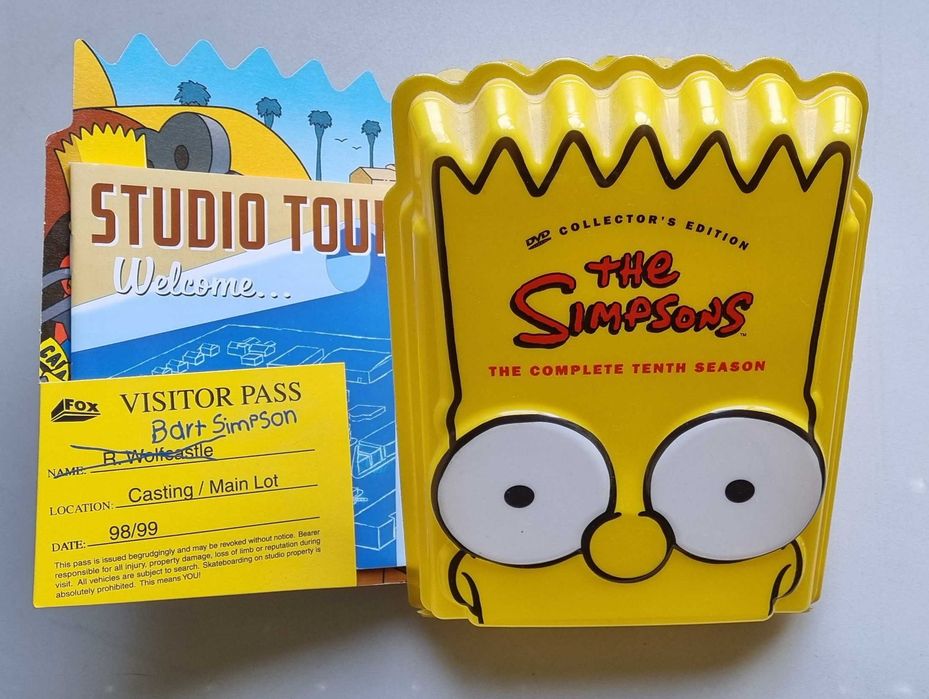 STUDIO TOU
Welcome...
FOX
VISITOR PASS
Bart Simpson
NAME: R. Wolfcastle
LOCATION: Casting / Main Lot
DATE: 98/99
This pass is issued begrudgingly and may be revoked without notice. Bearer
responsible for all injury, property damage, loss of limb or reputation during
visit. All vehicles are subject to search. Skateboarding on studio property is
absolutely prohibited. This means YOU!
DVD COLLECTOR'S EDITION
THE
SIMPSONS
TM
THE COMPLETE TENTH SEASON